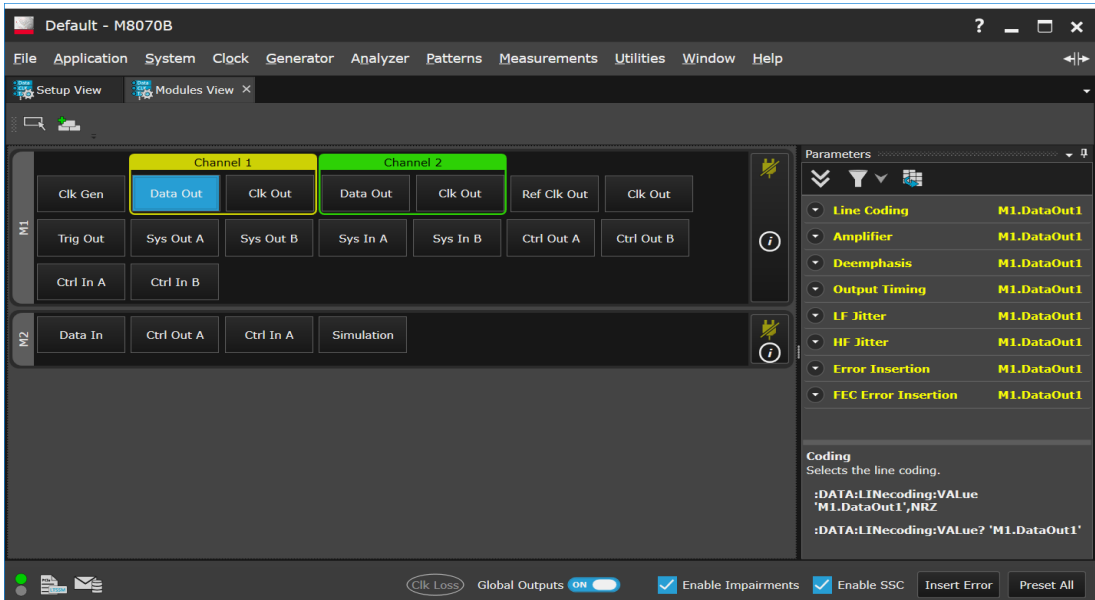 Default - M8070B ?
File Application System Clock Generator Analyzer Patterns Measurements Utilities Window Help
Setup View Modules View
Parameters
Channel 1 Channel 2
M1
Clk Gen Data Out Clk Out Data Out Clk Out Ref Clk Out Clk Out
Trig Out Sys Out A Sys Out B Sys In A Sys In B Ctrl Out A Ctrl Out B
Ctrl In A Ctrl In B
M2
Data In Ctrl Out A Ctrl In A Simulation
Line Coding M1.DataOut1
Amplifier M1.DataOut1
Deemphasis M1.DataOut1
Output Timing M1.DataOut1
LF Jitter M1.DataOut1
HF Jitter M1.DataOut1
Error Insertion M1.DataOut1
FEC Error Insertion M1.DataOut1
Coding
Selects the line coding.
:DATA:LINecoding:VALue
'M1.DataOut1',NRZ
:DATA:LINecoding:VALue? 'M1.DataOut1'
Clk Loss Global Outputs ON Enable Impairments Enable SSC Insert Error Preset All